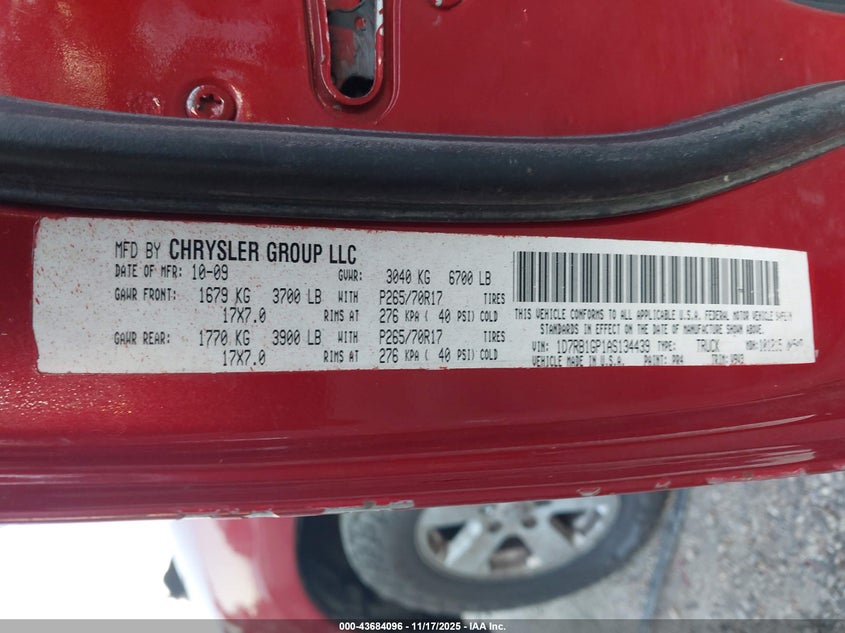 MFD BY CHRYSLER GROUP LLC
DATE OF MFR: 10-09 GVWR: 3040 KG 6700 LB
GAWR FRONT: 1679 KG 3700 LB WITH P265/70R17 TIRES
17X7.0 RIMS AT 276 KPA ( 40 PSI) COLD
GAWR REAR: 1770 KG 3900 LB WITH P265/70R17 TIRES
17X7.0 RIMS AT 276 KPA ( 40 PSI) COLD
THIS VEHICLE CONFORMS TO ALL APPLICABLE U.S.A. FEDERAL MOTOR VEHICLE SAFETY
STANDARDS IN EFFECT ON THE DATE OF MANUFACTURE SHOWN ABOVE.
VIN: 1D7RB1GP1AS134439 TYPE: TRUCK MDH:
VEHICLE MADE IN U.S.A. PAINT: PR4 TRIM:
000-43684096 — 11/17/2025 — IAA Inc.